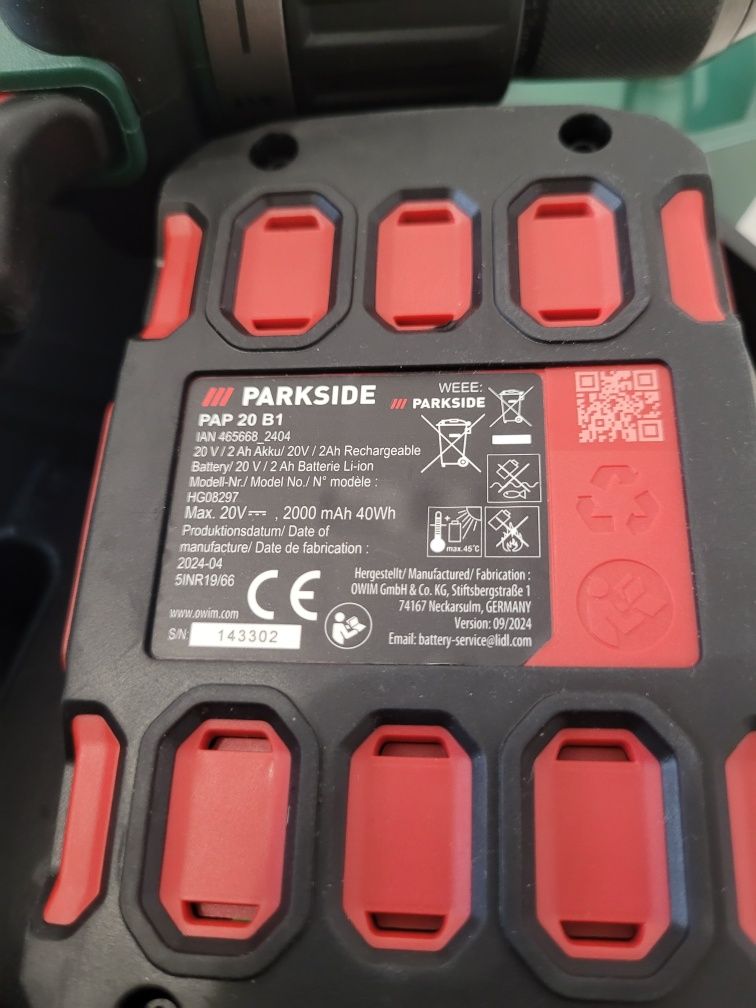 PARKSIDE
PAP 20 B1
IAN 465668_2404
20 V / 2 Ah Akku/ 20V / 2Ah Rechargeable
Battery/ 20 V / 2 Ah Batterie Li-ion
Modell-Nr./ Model No./ N° modèle :
HG08297
Max. 20V⎓ , 2000 mAh 40Wh
Produktionsdatum/ Date of
manufacture/ Date de fabrication :
2024-04
5INR19/66
www.owim.com
S/N: 143302
CE
WEEE:
PARKSIDE
max.45°C
Hergestellt/ Manufactured/ Fabrication :
OWIM GmbH & Co. KG, Stiftsbergstraße 1
74167 Neckarsulm, GERMANY
Version: 09/2024
Email: battery-service@lidl.com